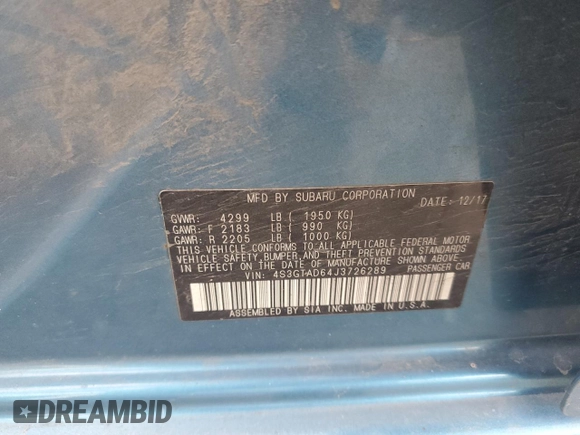 MFD BY SUBARU CORPORATION
DATE: 12/17
GVWR: 4299 LB ( 1950 KG)
GAWR: F 2183 LB ( 990 KG)
GAWR: R 2205 LB ( 1000 KG)
THIS VEHICLE CONFORMS TO ALL APPLICABLE FEDERAL MOTOR
VEHICLE SAFETY, BUMPER, AND THEFT PREVENTION STANDARDS
IN EFFECT ON THE DATE OF MANUFACTURE SHOWN ABOVE.
VIN: 4S3GTAD64J3726289 PASSENGER CAR
ASSEMBLED BY SIA INC. MADE IN U.S.A.
DREAMBID